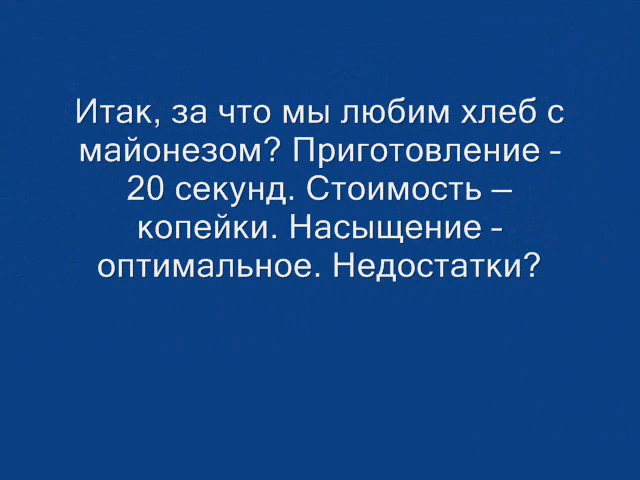 Итак, за что мы любим хлеб с
майонезом? Приготовление -
20 секунд. Стоимость –
копейки. Насыщение -
оптимальное. Недостатки?